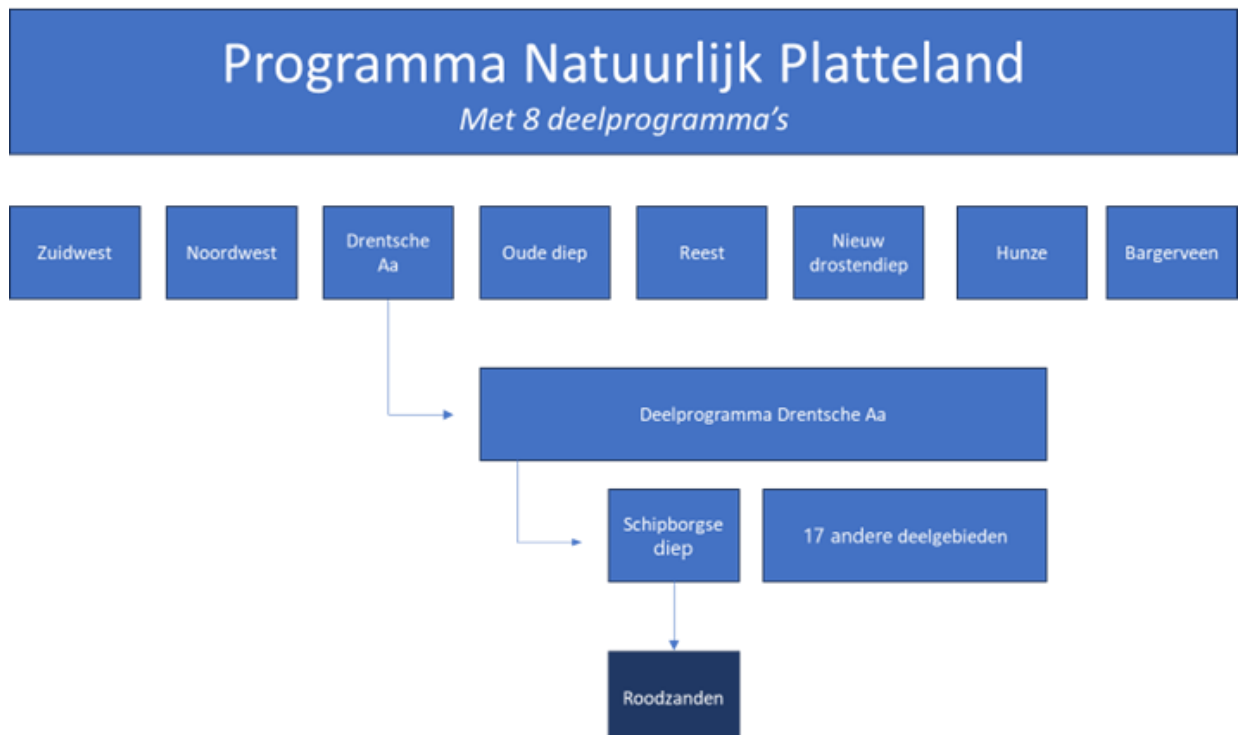 Programma Natuurlijk Platteland
Met 8 deelprogramma's
Zuidwest
Noordwest
Drentsche
Aa
Oude diep
Reest
Nieuw
drostendiep
Hunze
Bargerveen
Deelprogramma Drentsche Aa
Schipborgse
diep
17 andere deelgebieden
Roodzanden